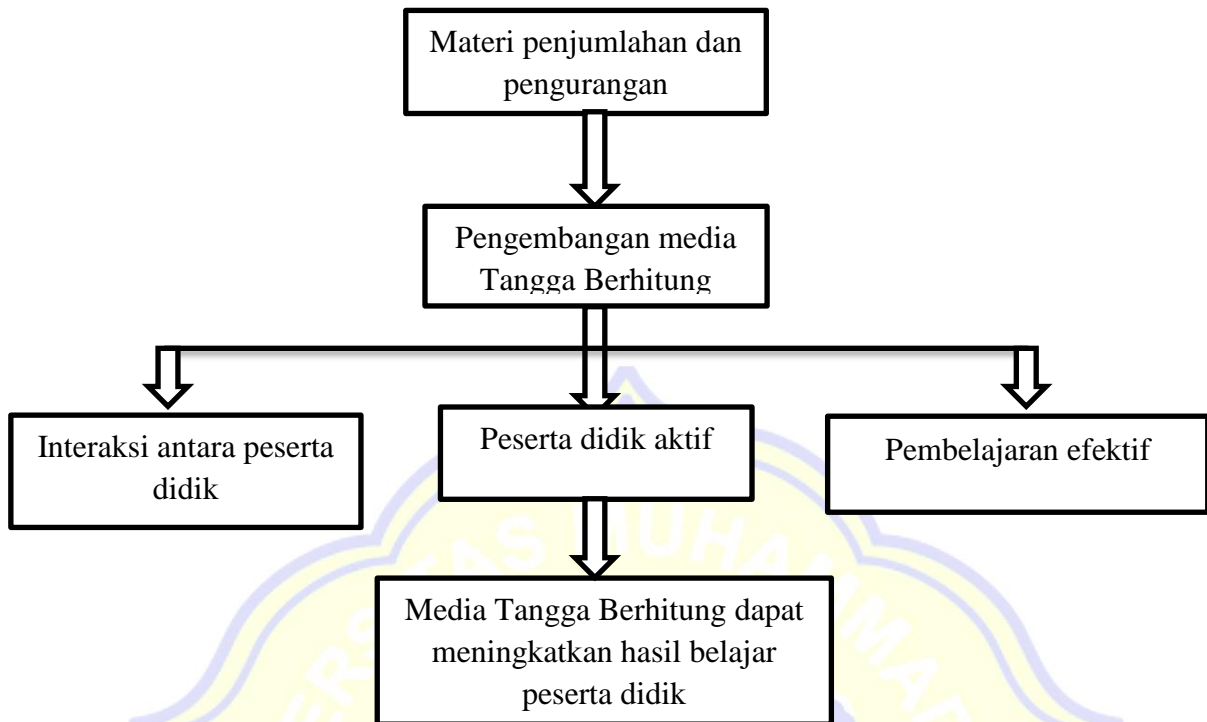 Materi penjumlahan dan
pengurangan
Pengembangan media
Tangga Berhitung
Interaksi antara peserta
didik
Peserta didik aktif
Pembelajaran efektif
Media Tangga Berhitung dapat
meningkatkan hasil belajar
peserta didik